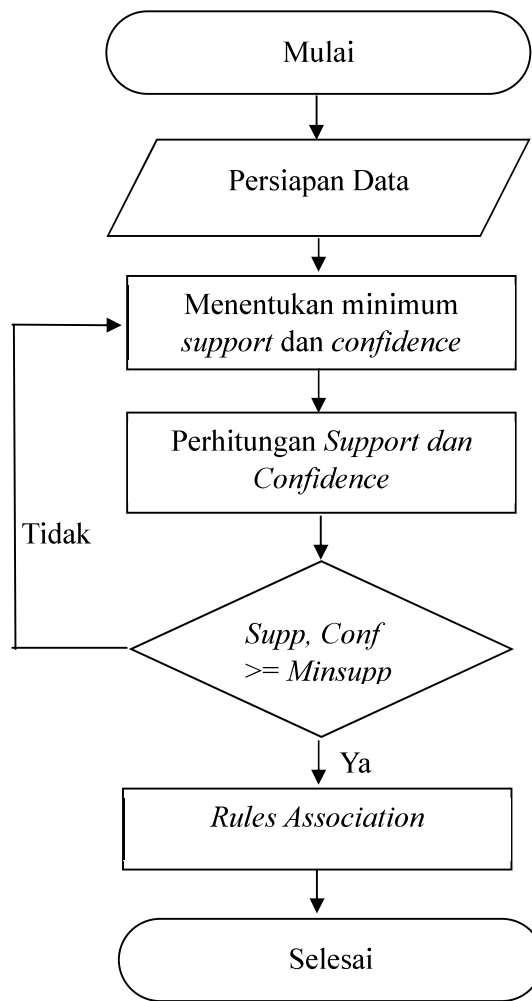 Mulai
Persiapan Data
Menentukan minimum
support dan confidence
Perhitungan Support dan
Confidence
Tidak
Supp, Conf
>= Minsupp
Ya
Rules Association
Selesai